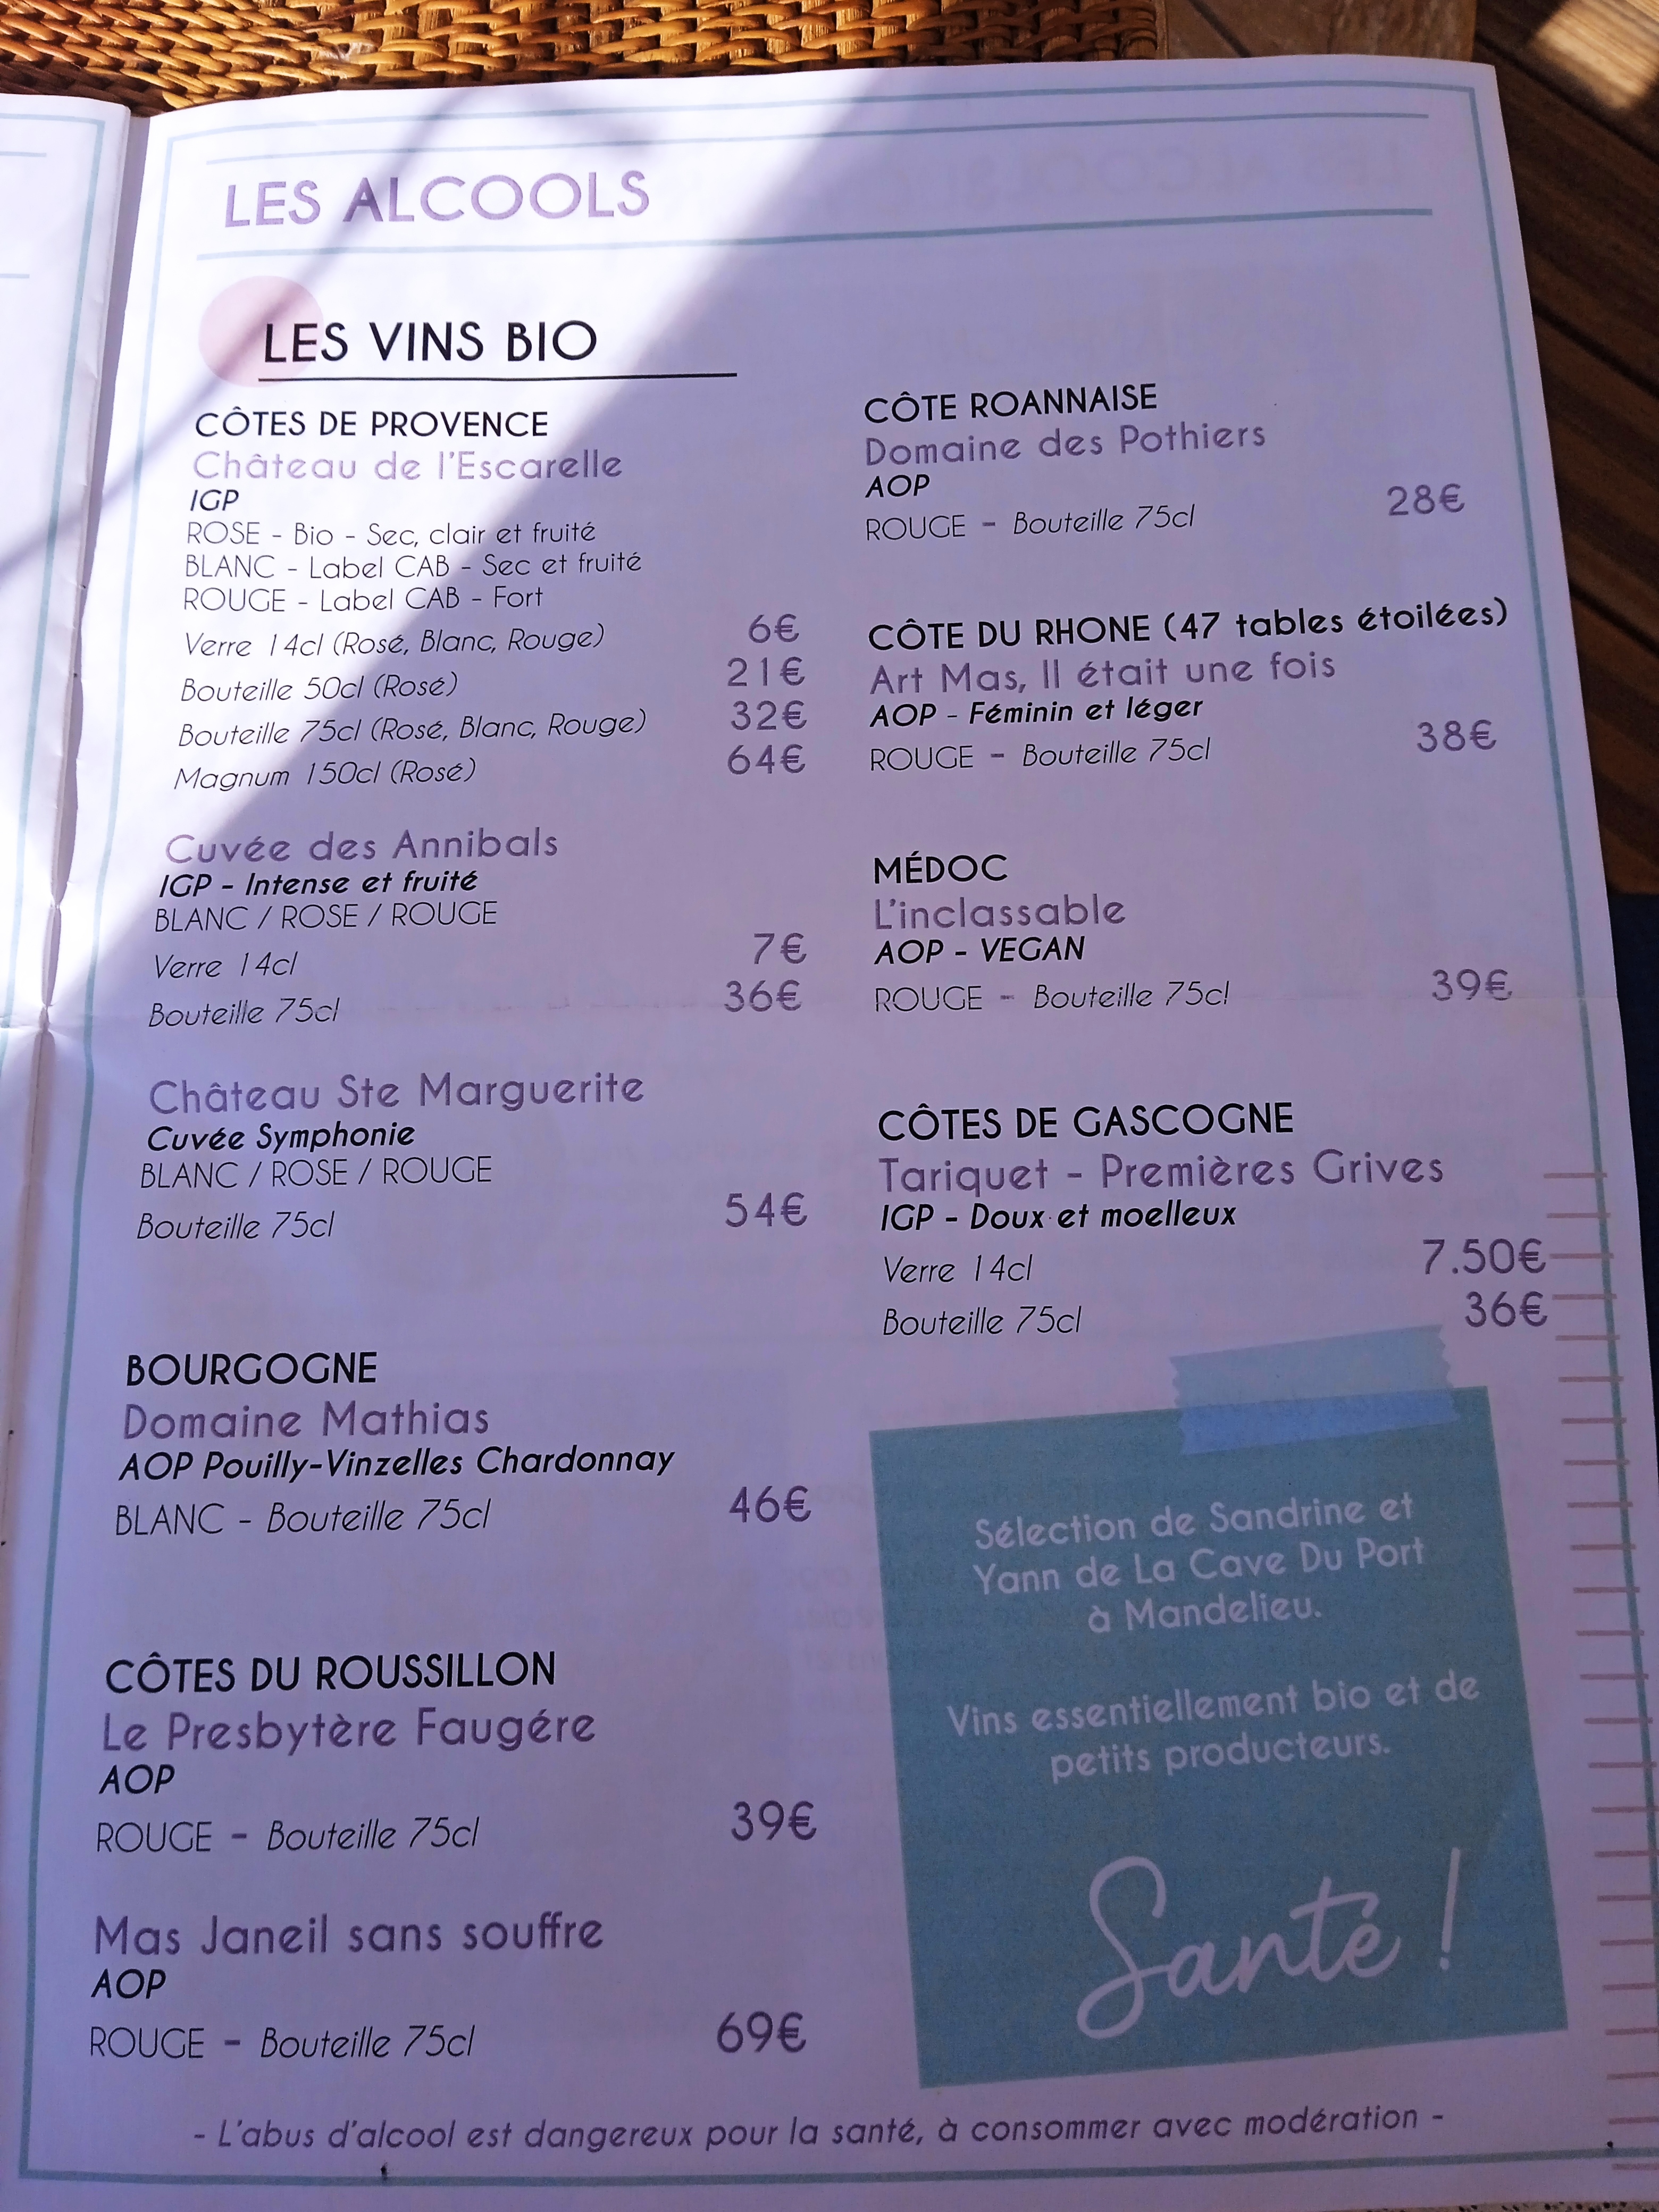 LES ALCOOLS
LES VINS BIO
CÔTES DE PROVENCE
Château de l'Escarelle
IGP
ROSE - Bio - Sec, clair et fruité
BLANC - Label CAB - Sec et fruité
ROUGE - Label CAB - Fort
Verre 14cl (Rosé, Blanc, Rouge) 6€
Bouteille 50cl (Rosé) 21€
Bouteille 75cl (Rosé, Blanc, Rouge) 32€
Magnum 150cl (Rosé) 64€
Cuvée des Annibals
IGP - Intense et fruité
BLANC / ROSE / ROUGE
Verre 14cl 7€
Bouteille 75cl 36€
Château Ste Marguerite
Cuvée Symphonie
BLANC / ROSE / ROUGE
Bouteille 75cl 54€
BOURGOGNE
Domaine Mathias
AOP Pouilly-Vinzelles Chardonnay
BLANC - Bouteille 75cl 46€
CÔTES DU ROUSSILLON
Le Presbytère Faugére
AOP
ROUGE - Bouteille 75cl 39€
Mas Janeil sans souffre
AOP
ROUGE - Bouteille 75cl 69€
CÔTE ROANNAISE
Domaine des Pothiers
AOP
ROUGE - Bouteille 75cl 28€
CÔTE DU RHONE (47 tables étoilées)
Art Mas, Il était une fois
AOP - Féminin et léger
ROUGE - Bouteille 75cl 38€
MÉDOC
L'inclassable
AOP - VEGAN
ROUGE - Bouteille 75cl 39€
CÔTES DE GASCOGNE
Tariquet - Premières Grives
IGP - Doux et moelleux
Verre 14cl 7.50€
Bouteille 75cl 36€
Sélection de Sandrine et
Yann de La Cave Du Port
à Mandelieu.
Vins essentiellement bio et de
petits producteurs.
Santé !
- L'abus d'alcool est dangereux pour la santé, à consommer avec modération -